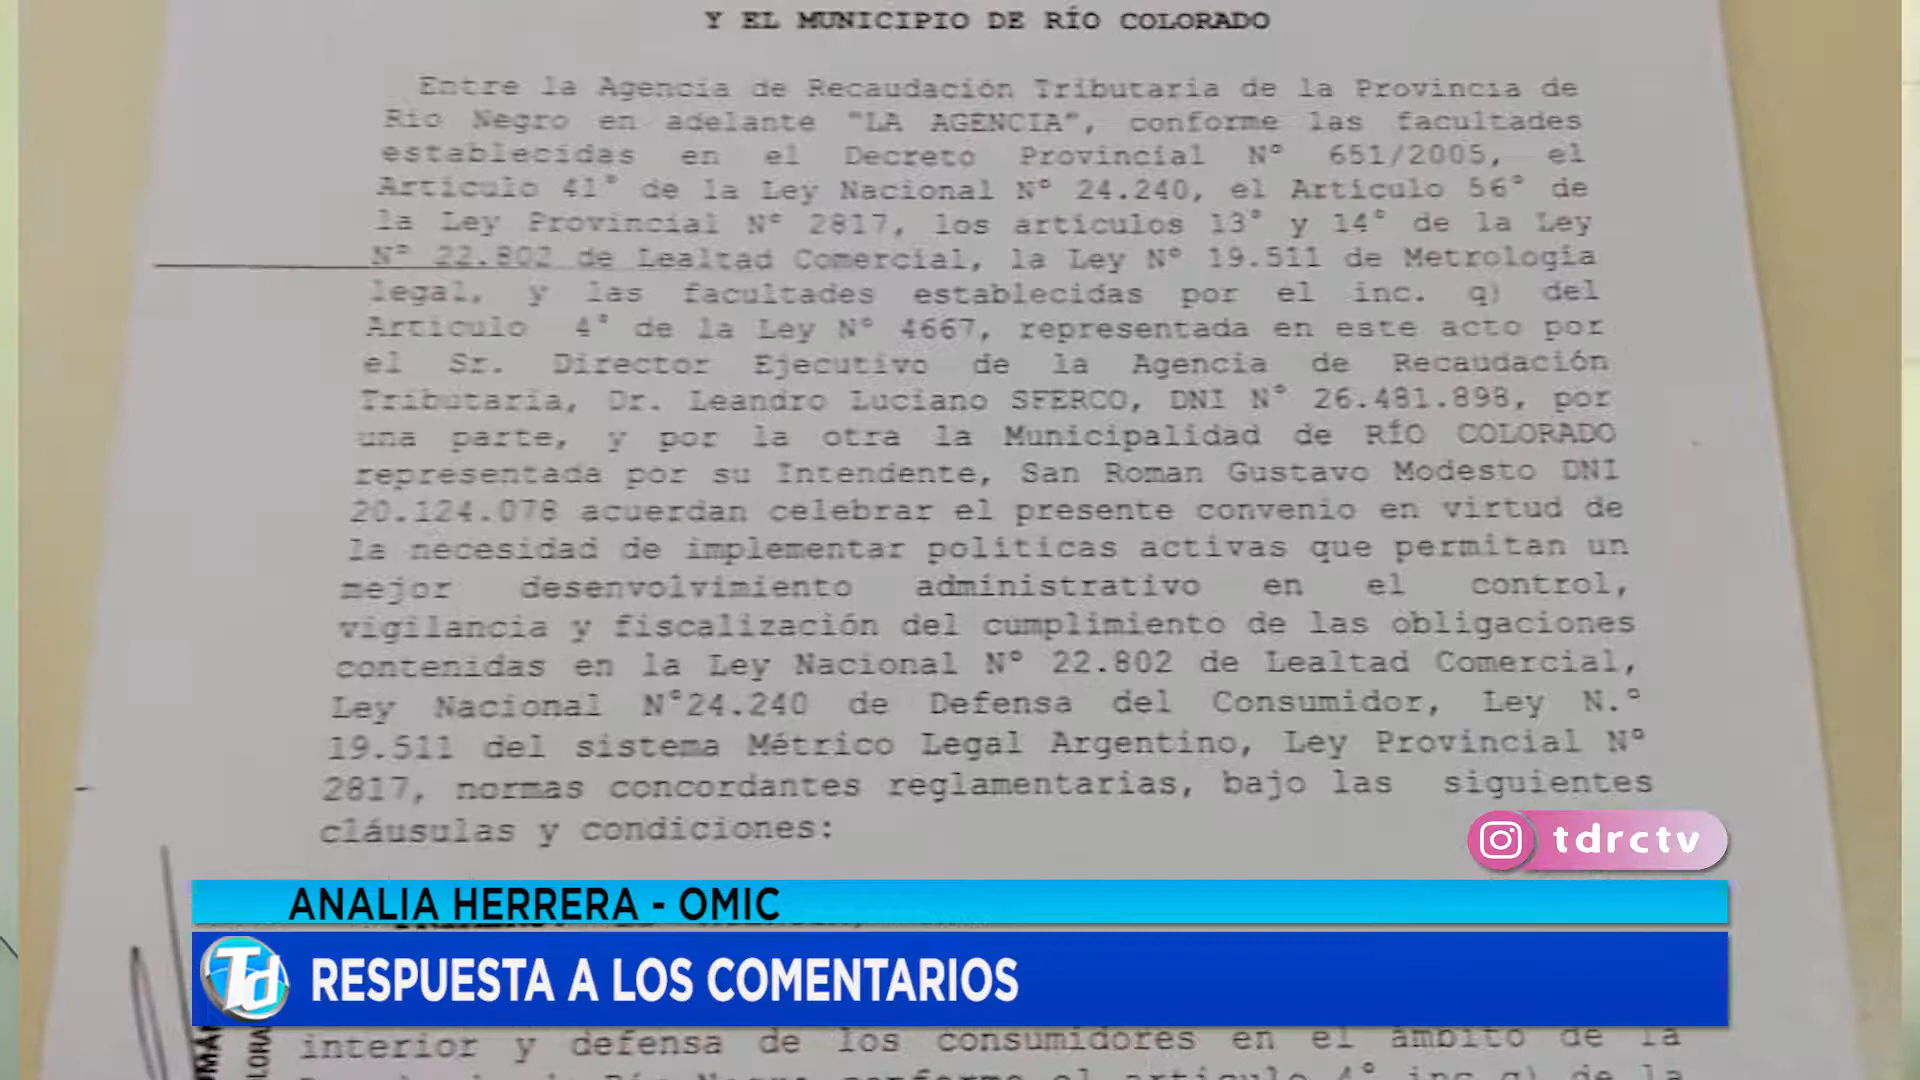 Y EL MUNICIPIO DE RÍO COLORADO
Entre la Agencia de Recaudación Tributaria de la Provincia de
Río Negro en adelante "LA AGENCIA", conforme las facultades
establecidas en el Decreto Provincial N° 651/2005, el
Artículo 41° de la Ley Nacional N° 24.240, el Artículo 56° de
la Ley Provincial N° 2817, los artículos 13° y 14° de la Ley
N° 22.802 de Lealtad Comercial, la Ley N° 19.511 de Metrología
legal, y las facultades establecidas por el inc. q) del
Artículo 4° de la Ley N° 4667, representada en este acto por
el Sr. Director Ejecutivo de la Agencia de Recaudación
Tributaria, Dr. Leandro Luciano SFERCO, DNI N° 26.481.898, por
una parte, y por la otra la Municipalidad de RÍO COLORADO
representada por su Intendente, San Roman Gustavo Modesto DNI
20.124.078 acuerdan celebrar el presente convenio en virtud de
la necesidad de implementar políticas activas que permitan un
mejor desenvolvimiento administrativo en el control,
vigilancia y fiscalización del cumplimiento de las obligaciones
contenidas en la Ley Nacional N° 22.802 de Lealtad Comercial,
Ley Nacional N°24.240 de Defensa del Consumidor, Ley N.°
19.511 del sistema Métrico Legal Argentino, Ley Provincial N°
2817, normas concordantes reglamentarias, bajo las siguientes
cláusulas y condiciones:
tdrctv
ANALIA HERRERA - OMIC
Td RESPUESTA A LOS COMENTARIOS
interior y defensa de los consumidores en el ámbito de la